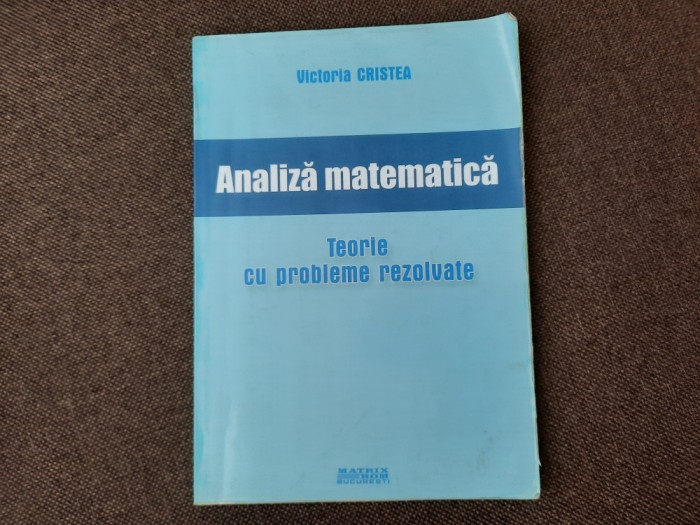 Victoria CRISTEA
Analiză matematică
Teorie
cu probleme rezolvate
MATRIX
ROM
BUCUREȘTI